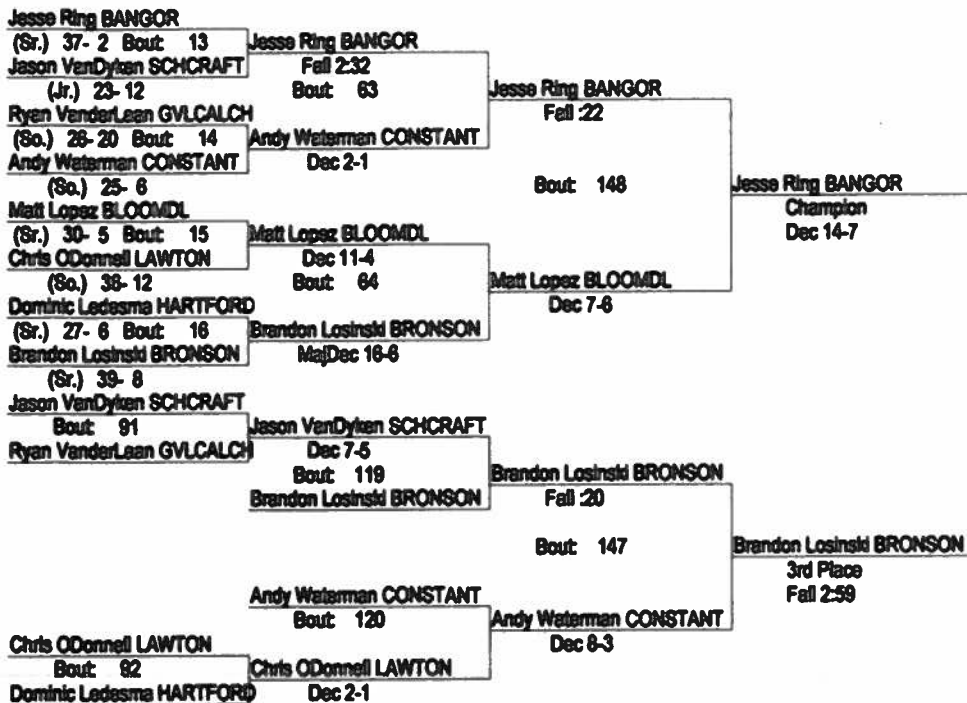 Jesse Ring BANGOR
(Sr.) 37- 2 Bout 13
Jason VanDyken SCHCRAFT
(Jr.) 23- 12
Ryan VanderLean GVLCALCH
(So.) 26- 20 Bout 14
Andy Waterman CONSTANT
(So.) 25- 6
Matt Lopez BLOOMDL
(Sr.) 30- 5 Bout 15
Chris ODonnell LAWTON
(So.) 38- 12
Dominic Ledesma HARTFORD
(Sr.) 27- 6 Bout 16
Brandon Losinski BRONSON
(Sr.) 39- 8
Jason VanDyken SCHCRAFT
Bout: 91
Ryan VanderLean GVLCALCH
Chris ODonnell LAWTON
Bout: 92
Dominic Ledesma HARTFORD
Jesse Ring BANGOR
Fall 2:32
Bout: 63
Andy Waterman CONSTANT
Dec 2-1
Matt Lopez BLOOMDL
Dec 11-4
Bout: 64
Brandon Losinski BRONSON
MajDec 16-6
Jason VanDyken SCHCRAFT
Dec 7-5
Bout: 119
Brandon Losinski BRONSON
Andy Waterman CONSTANT
Bout: 120
Chris ODonnell LAWTON
Dec 2-1
Jesse Ring BANGOR
Fall :22
Bout: 148
Matt Lopez BLOOMDL
Dec 7-6
Brandon Losinski BRONSON
Fall :20
Bout: 147
Andy Waterman CONSTANT
Dec 8-3
Jesse Ring BANGOR
Champion
Dec 14-7
Brandon Losinski BRONSON
3rd Place
Fall 2:59